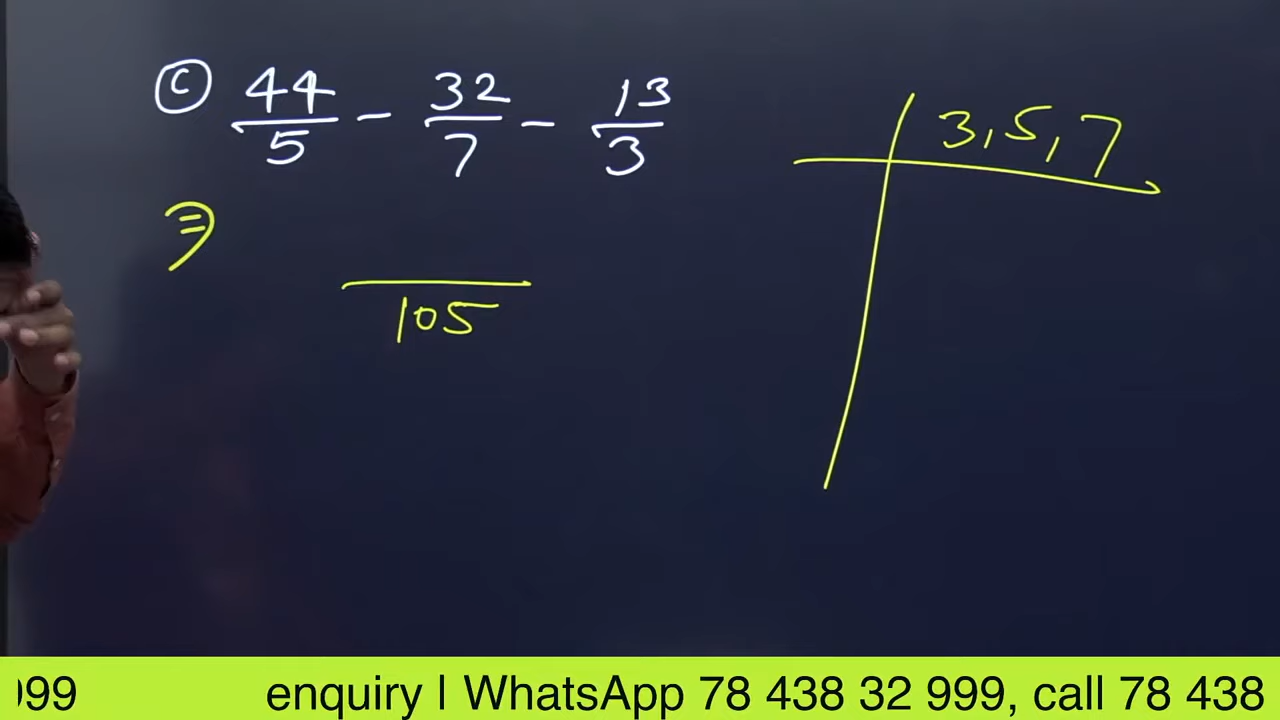 © 44/5 - 32/7 - 13/3
3, 5, 7
⇒
105
999 enquiry | WhatsApp 78 438 32 999, call 78 438